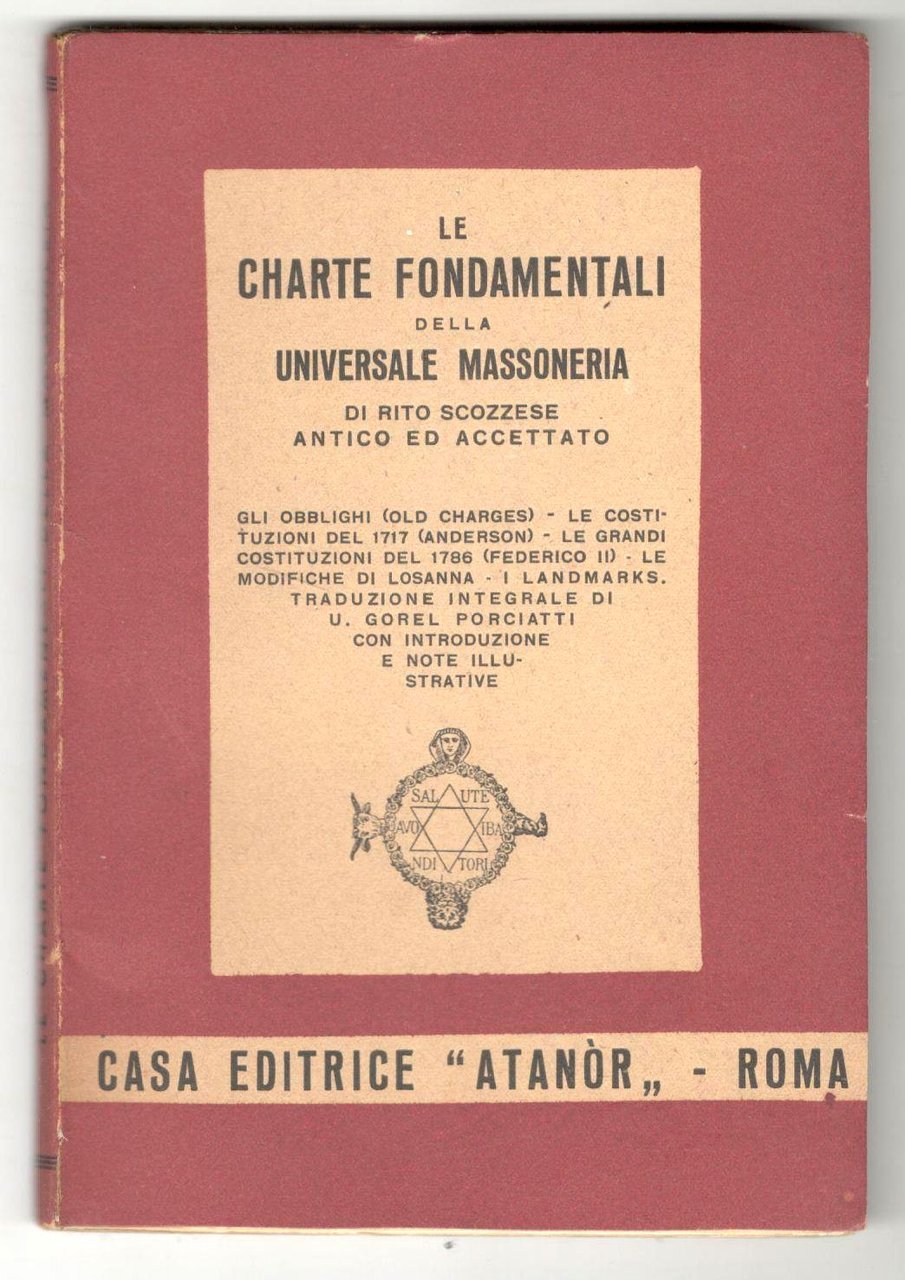 LE
CHARTE FONDAMENTALI
DELLA
UNIVERSALE MASSONERIA
DI RITO SCOZZESE
ANTICO ED ACCETTATO
GLI OBBLIGHI (OLD CHARGES) - LE COSTI-
TUZIONI DEL 1717 (ANDERSON) - LE GRANDI
COSTITUZIONI DEL 1786 (FEDERICO II) - LE
MODIFICHE DI LOSANNA - I LANDMARKS.
TRADUZIONE INTEGRALE DI
U. GOREL PORCIATTI
CON INTRODUZIONE
E NOTE ILLU-
STRATIVE
SAL UTE
AVO IBA
NDI TORI
CASA EDITRICE “ATANÒR„ - ROMA